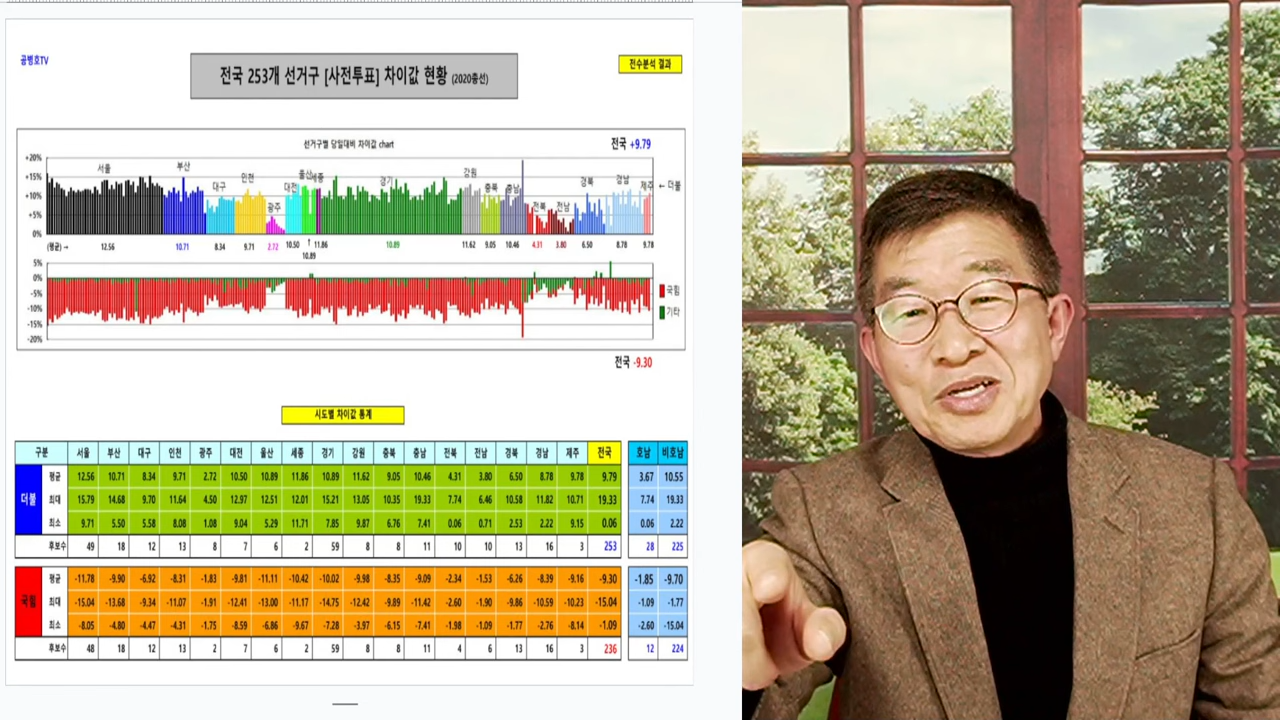 공병호TV
전국 253개 선거구 [사전투표] 차이값 현황 (2020총선)
전수분석 결과
선거구별 당일대비 차이값 chart
전국 +9.79
+20%
+15%
+10%
+5%
0%
서울 부산 대구 인천 광주 대전 울산 세종 경기 강원 충북 충남 전북 전남 경북 경남 제주 ← 더불
(평균) → 12.56 10.71 8.34 9.71 2.72 10.50 ↑ 11.86 10.89 11.62 9.05 10.46 4.31 3.80 6.50 8.78 9.78
10.89
5%
0%
-5%
-10%
-15%
-20%
국힘
기타
전국 -9.30
시도별 차이값 통계
구분 서울 부산 대구 인천 광주 대전 울산 세종 경기 강원 충북 충남 전북 전남 경북 경남 제주 전국 호남 비호남
더불
평균 12.56 10.71 8.34 9.71 2.72 10.50 10.89 11.86 10.89 11.62 9.05 10.46 4.31 3.80 6.50 8.78 9.78 9.79 3.67 10.55
최대 15.79 14.68 9.70 11.64 4.50 12.97 12.51 12.01 15.21 13.05 10.35 19.33 7.74 6.46 10.58 11.82 10.71 19.33 7.74 19.33
최소 9.71 5.50 5.58 8.08 1.08 9.04 5.29 11.71 7.85 9.87 6.76 7.41 0.06 0.71 2.53 2.22 9.15 0.06 0.06 2.22
후보수 49 18 12 13 8 7 6 2 59 8 8 11 10 10 13 16 3 253 28 225
국힘
평균 -11.78 -9.90 -6.92 -8.31 -1.83 -9.81 -11.11 -10.42 -10.02 -9.98 -8.35 -9.09 -2.34 -1.53 -6.26 -8.39 -9.16 -9.30 -1.85 -9.70
최대 -15.04 -13.68 -9.34 -11.07 -1.91 -12.41 -13.00 -11.17 -14.75 -12.42 -9.89 -11.42 -2.60 -1.90 -9.86 -10.59 -10.23 -15.04 -1.09 -1.77
최소 -8.05 -4.80 -4.47 -4.31 -1.75 -8.59 -6.86 -9.67 -7.28 -3.97 -6.15 -7.41 -1.98 -1.09 -1.77 -2.76 -8.14 -1.09 -2.60 -15.04
후보수 48 18 12 13 2 7 6 2 59 8 8 11 4 6 13 16 3 236 12 224